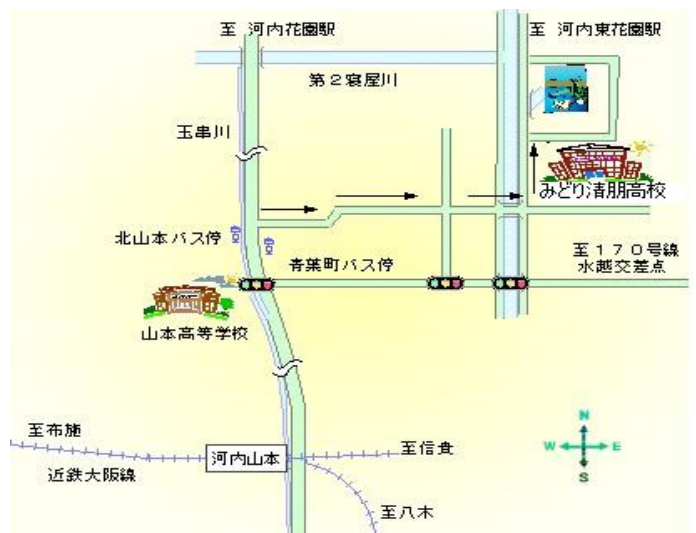 至 河内花園駅
至 河内東花園駅
第２寝屋川
玉串川
みどり清朋高校
北山本バス停
青葉町バス停
至１７０号線
水越交差点
山本高等学校
N
W
E
S
至布施
河内山本
至信貴
近鉄大阪線
至八木